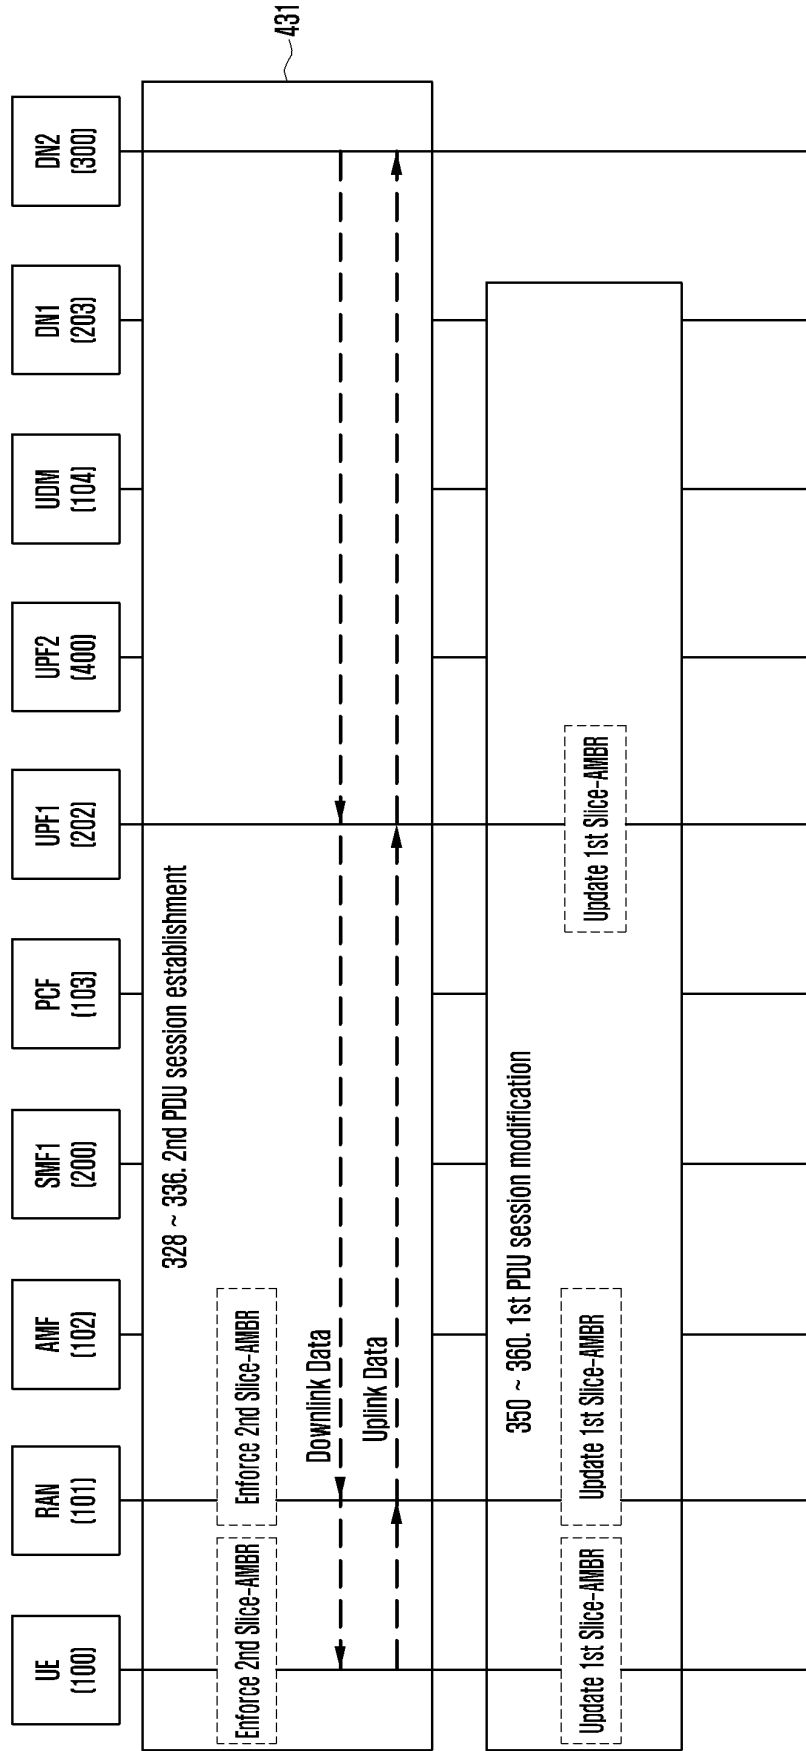 UE
(100)
RAN
(101)
AMF
(102)
SMF1
(200)
PCF
(103)
UPF1
(202)
UPF2
(400)
UDM
(104)
DN1
(203)
DN2
(300)
431
328 ~ 336. 2nd PDU session establishment
Enforce 2nd Slice-AMBR
Enforce 2nd Slice-AMBR
Downlink Data
Uplink Data
350 ~ 360. 1st PDU session modification
Update 1st Slice-AMBR
Update 1st Slice-AMBR
Update 1st Slice-AMBR